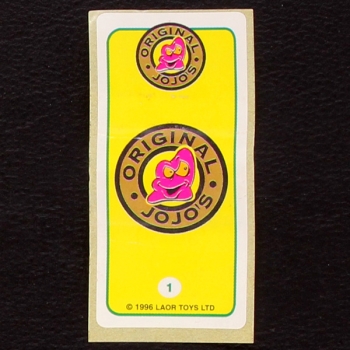 ORIGINAL
JOJO'S
ORIGINAL
JOJO'S
1
© 1996 LAOR TOYS LTD